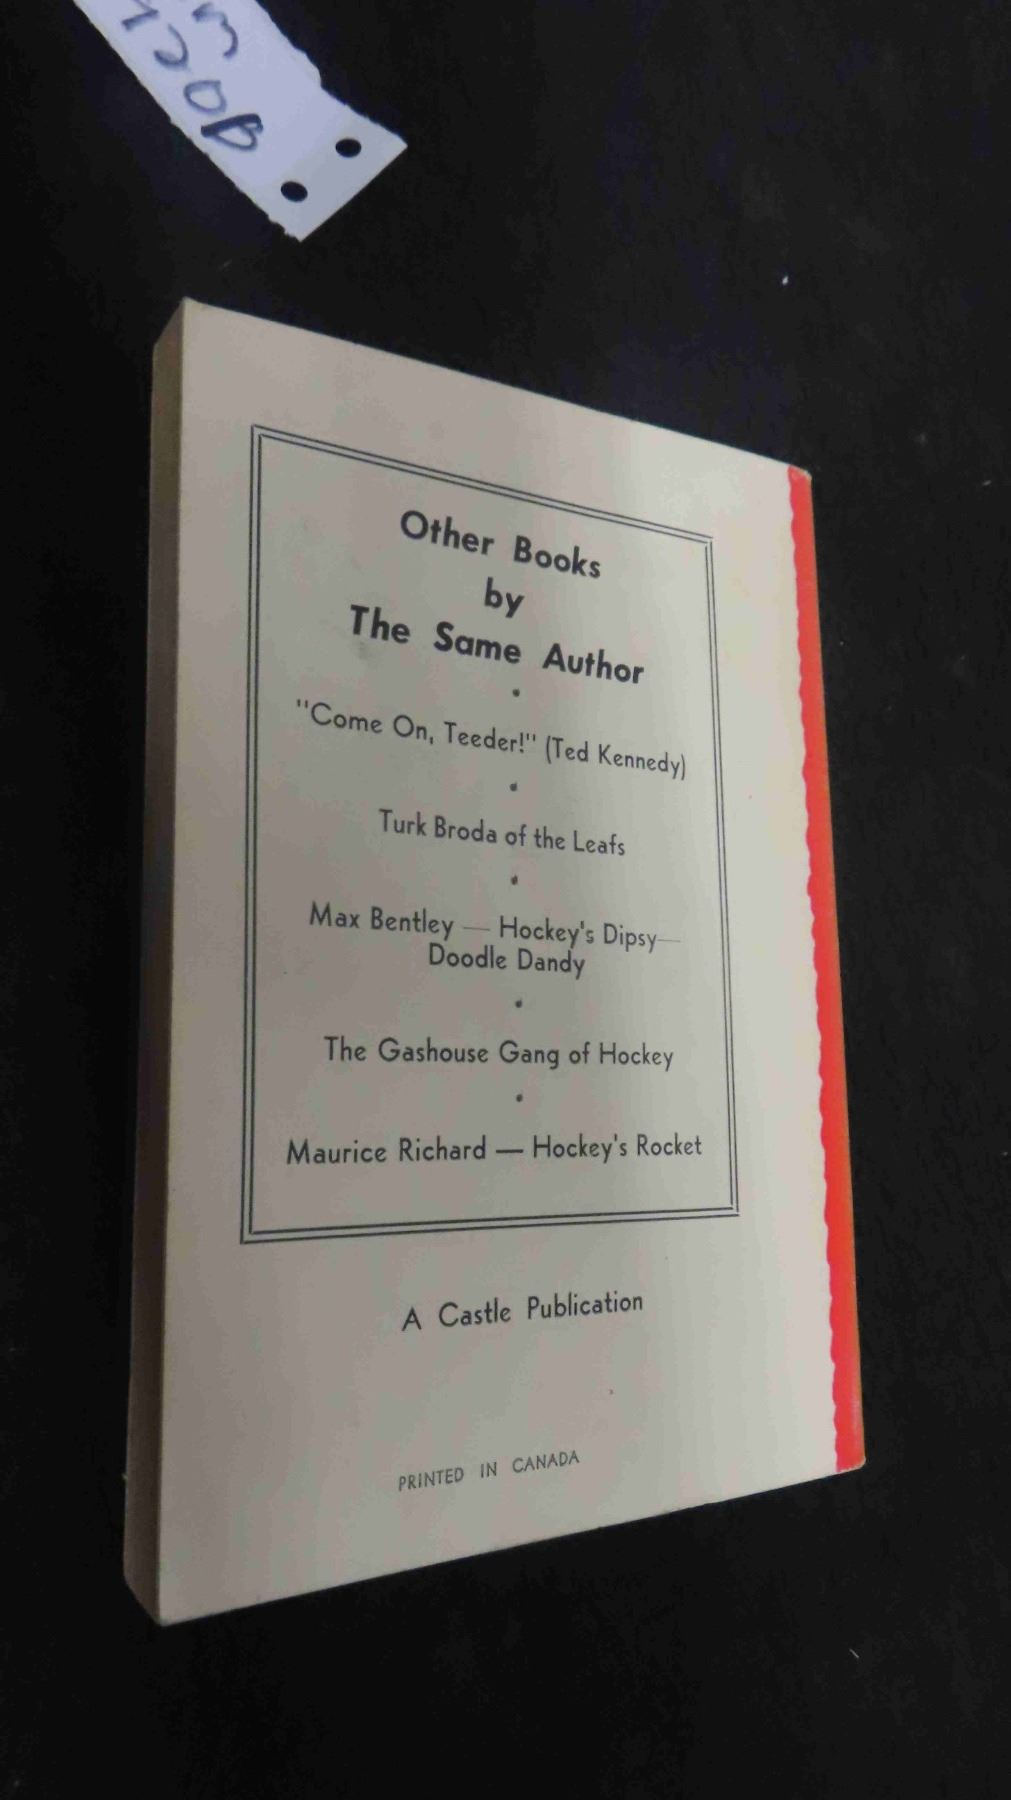 Other Books
by
The Same Author
•
"Come On, Teeder!" (Ted Kennedy)
•
Turk Broda of the Leafs
•
Max Bentley — Hockey's Dipsy—
Doodle Dandy
•
The Gashouse Gang of Hockey
•
Maurice Richard — Hockey's Rocket
A Castle Publication
PRINTED IN CANADA